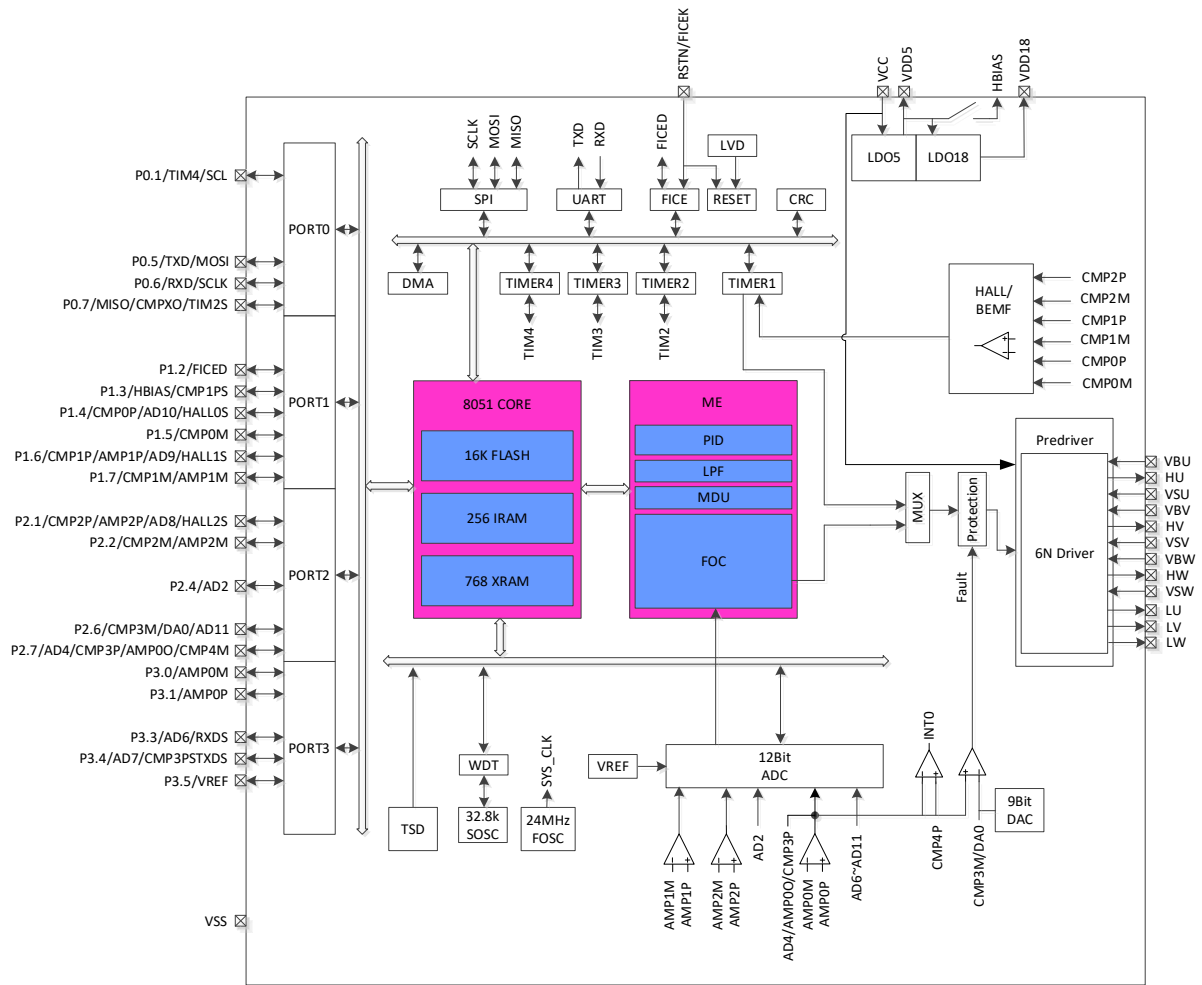 RSTN/FICEK
VCC
VDD5
HBIAS
VDD18
SCLK
MOSI
MISO
TXD
RXD
FICED
LVD
LDO5
LDO18
SPI
UART
FICE
RESET
CRC
P0.1/TIM4/SCL
PORT0
P0.5/TXD/MOSI
P0.6/RXD/SCLK
P0.7/MISO/CMPXO/TIM2S
DMA
TIMER4
TIMER3
TIMER2
TIMER1
TIM4
TIM3
TIM2
HALL/
BEMF
CMP2P
CMP2M
CMP1P
CMP1M
CMP0P
CMP0M
P1.2/FICED
P1.3/HBIAS/CMP1PS
P1.4/CMP0P/AD10/HALL0S
P1.5/CMP0M
P1.6/CMP1P/AMP1P/AD9/HALL1S
P1.7/CMP1M/AMP1M
PORT1
8051 CORE
16K FLASH
256 IRAM
768 XRAM
ME
PID
LPF
MDU
FOC
MUX
Protection
Fault
Predriver
6N Driver
VBU
HU
VSU
VBV
HV
VSV
VBW
HW
VSW
LU
LV
LW
P2.1/CMP2P/AMP2P/AD8/HALL2S
P2.2/CMP2M/AMP2M
P2.4/AD2
PORT2
P2.6/CMP3M/DA0/AD11
P2.7/AD4/CMP3P/AMP0O/CMP4M
P3.0/AMP0M
P3.1/AMP0P
P3.3/AD6/RXDS
P3.4/AD7/CMP3PSTXDS
P3.5/VREF
PORT3
TSD
WDT
32.8k
SOSC
SYS_CLK
24MHz
FOSC
VREF
12Bit
ADC
INT0
9Bit
DAC
AMP1M
AMP1P
AMP2M
AMP2P
AD2
AD4/AMP0O/CMP3P
AMP0M
AMP0P
AD6~AD11
CMP4P
CMP3M/DA0
VSS